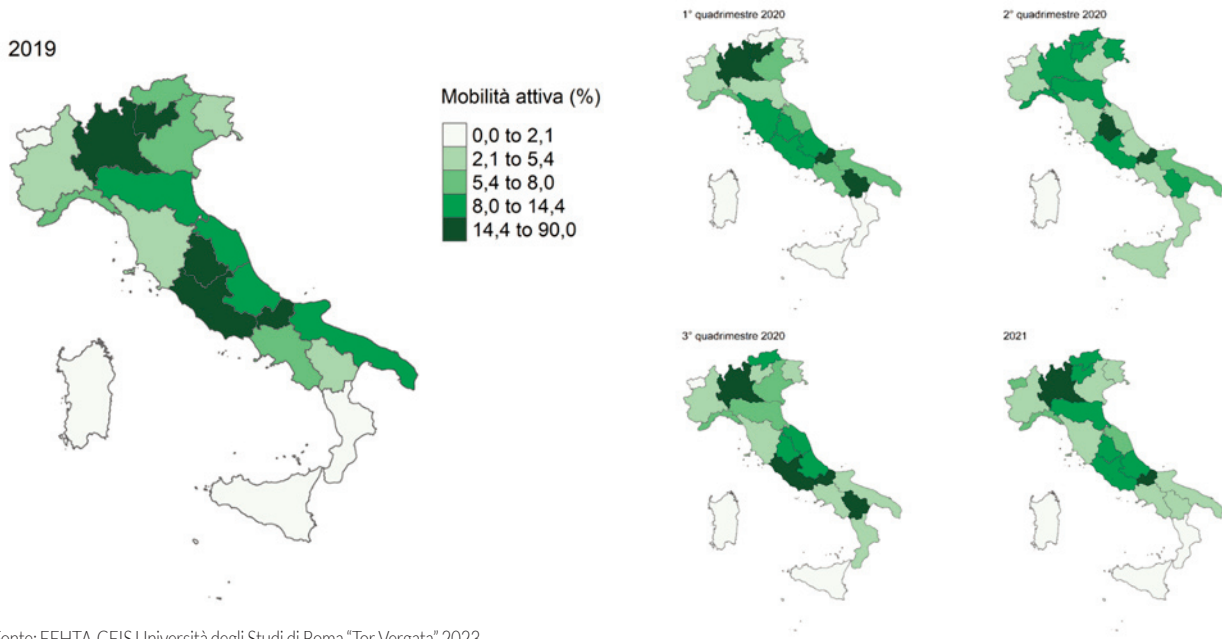 2019
Mobilità attiva (%)
0,0 to 2,1
2,1 to 5,4
5,4 to 8,0
8,0 to 14,4
14,4 to 90,0
1° quadrimestre 2020
2° quadrimestre 2020
3° quadrimestre 2020
2021
EEHTA CEIS Università degli Studi di Roma "Tor Vergata" 2023